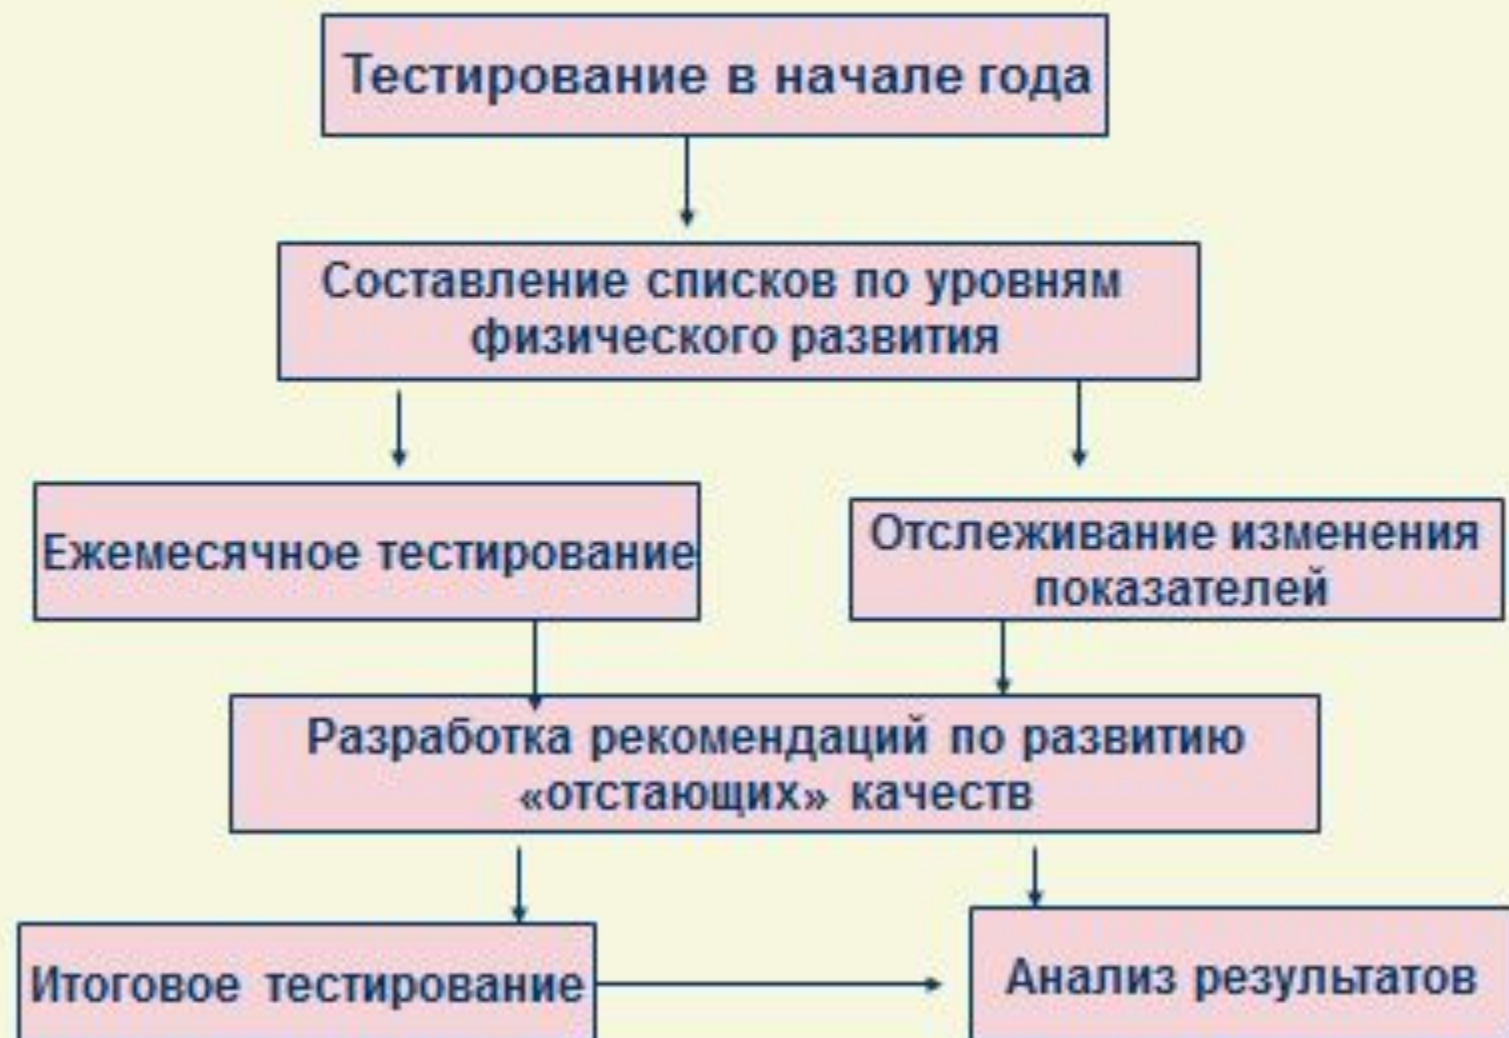 Тестирование в начале года
Составление списков по уровням
физического развития
Ежемесячное тестирование
Отслеживание изменения
показателей
Разработка рекомендаций по развитию
«отстающих» качеств
Итоговое тестирование
Анализ результатов